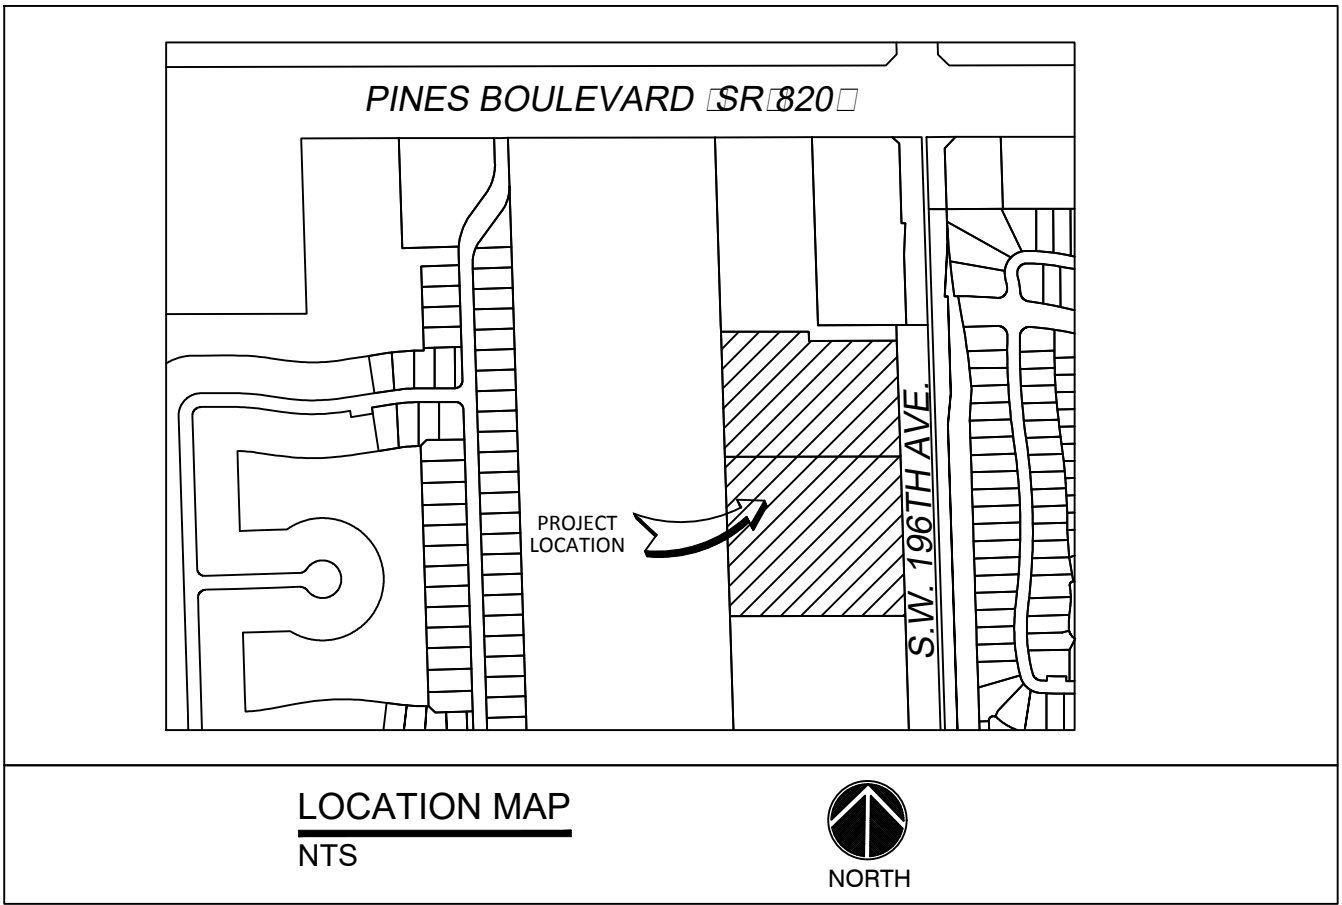 PINES BOULEVARD □SR□820□
S.W. 196TH AVE.
PROJECT
LOCATION
LOCATION MAP
NTS
NORTH